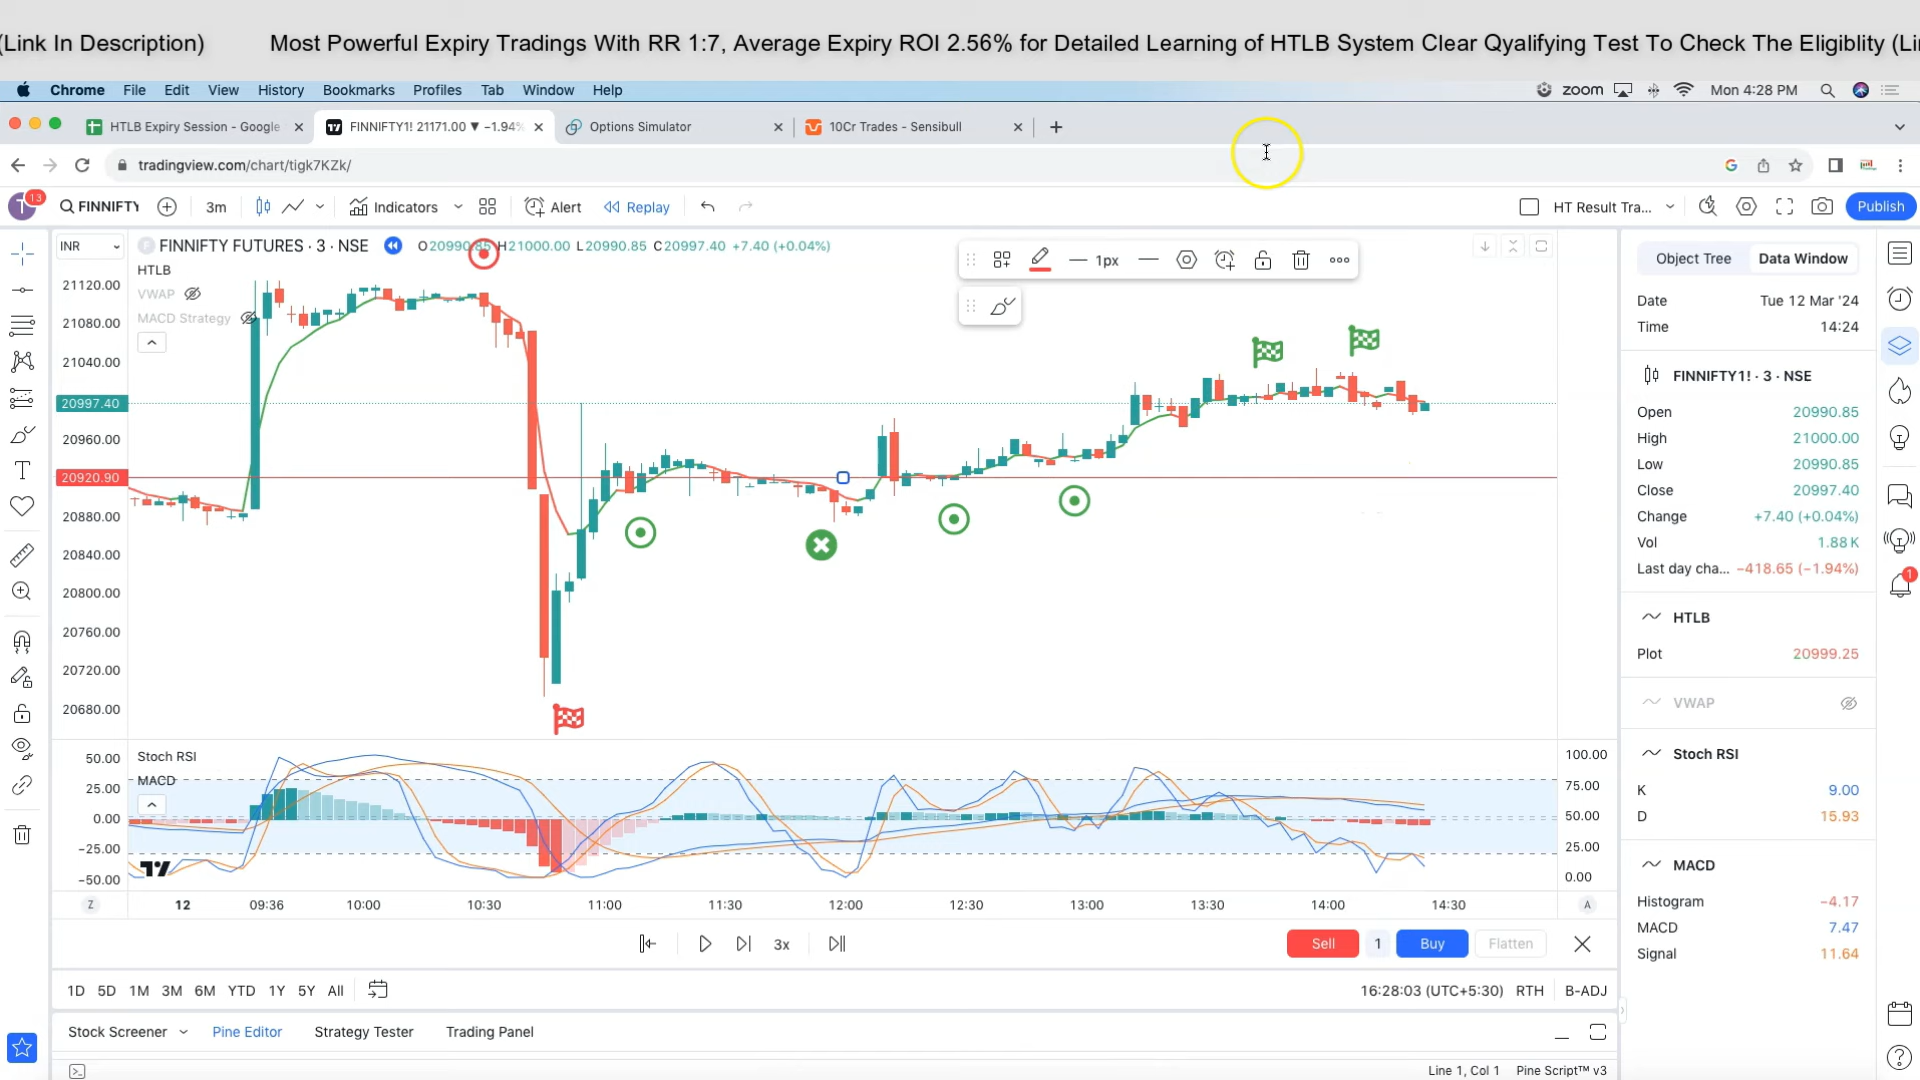 (Link In Description) Most Powerful Expiry Tradings With RR 1:7, Average Expiry ROI 2.56% for Detailed Learning of HTLB System Clear Qyalifying Test To Check The Eligiblity (Li
Chrome File Edit View History Bookmarks Profiles Tab Window Help zoom Mon 4:28 PM
HTLB Expiry Session - Google FINNIFTY1! 21171.00 ▼ −1.94% Options Simulator 10Cr Trades - Sensibull
tradingview.com/chart/tigk7KZk/
T 13 FINNIFTY 3m Indicators Alert Replay HT Result Tra... Publish
INR F FINNIFTY FUTURES · 3 · NSE O20990.85 H21000.00 L20990.85 C20997.40 +7.40 (+0.04%)
1px
HTLB
VWAP
MACD Strategy
21120.00
21080.00
21040.00
20997.40
20960.00
20920.90
20880.00
20840.00
20800.00
20760.00
20720.00
20680.00
Stoch RSI
MACD
50.00
25.00
0.00
−25.00
−50.00
100.00
75.00
50.00
25.00
0.00
Z 12 09:36 10:00 10:30 11:00 11:30 12:00 12:30 13:00 13:30 14:00 14:30 A
3x Sell 1 Buy Flatten
1D 5D 1M 3M 6M YTD 1Y 5Y All 16:28:03 (UTC+5:30) RTH B-ADJ
Stock Screener Pine Editor Strategy Tester Trading Panel
Line 1, Col 1 Pine Script™ v3
Object Tree Data Window
Date Tue 12 Mar '24
Time 14:24
FINNIFTY1! · 3 · NSE
Open 20990.85
High 21000.00
Low 20990.85
Close 20997.40
Change +7.40 (+0.04%)
Vol 1.88 K
Last day cha... −418.65 (−1.94%)
HTLB
Plot 20999.25
VWAP
Stoch RSI
K 9.00
D 15.93
MACD
Histogram −4.17
MACD 7.47
Signal 11.64
1